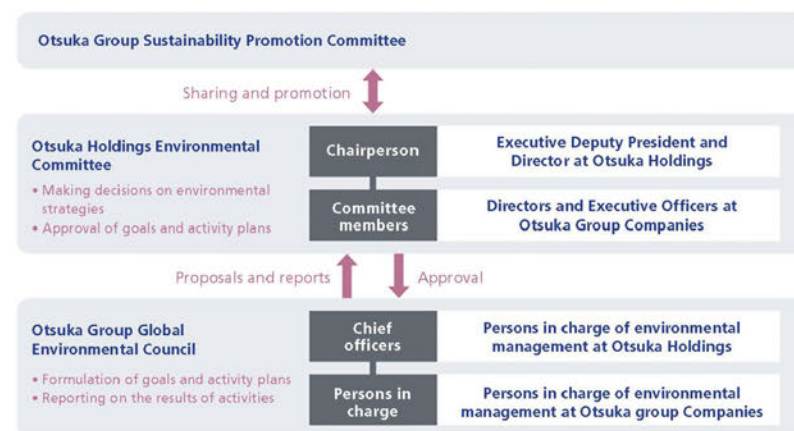 Otsuka Group Sustainability Promotion Committee
Sharing and promotion
Otsuka Holdings Environmental
Committee
• Making decisions on environmental
strategies
• Approval of goals and activity plans
Chairperson
Executive Deputy President and
Director at Otsuka Holdings
Committee
members
Directors and Executive Officers at
Otsuka Group Companies
Proposals and reports
Approval
Otsuka Group Global
Environmental Council
• Formulation of goals and activity plans
• Reporting on the results of activities
Chief
officers
Persons in charge of environmental
management at Otsuka Holdings
Persons in
charge
Persons in charge of environmental
management at Otsuka group Companies